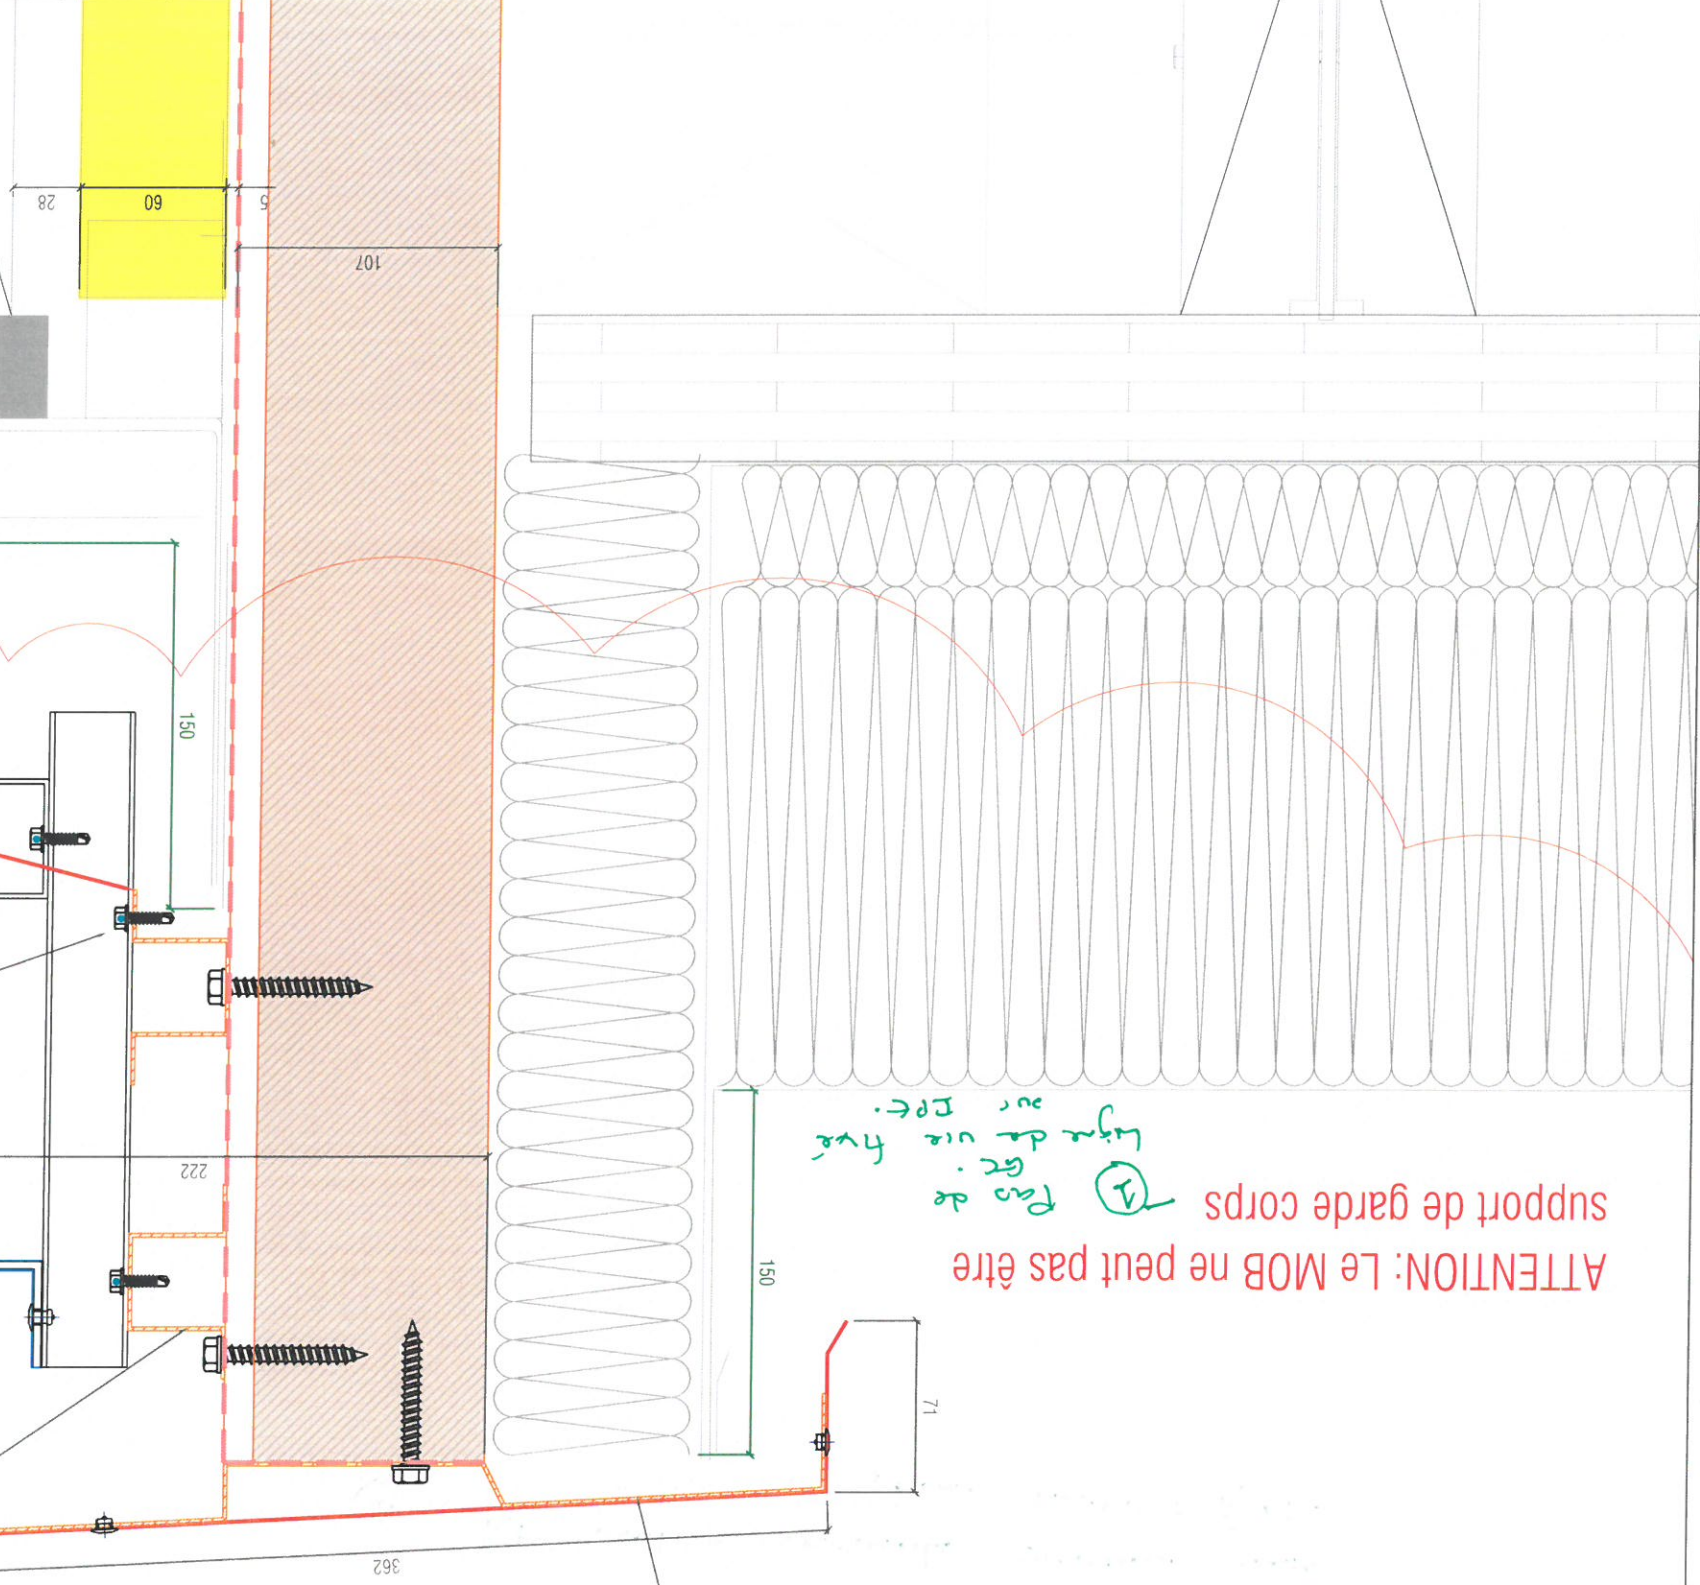 362
71
150
ATTENTION: Le MOB ne peut pas être
support de garde corps
1 Pas de
GC.
Ligne de vie fixé
sur IPE.
222
150
107
5
60
28